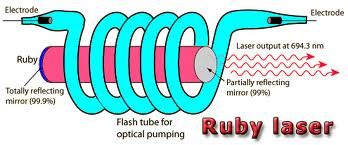 Electrode
Electrode
Laser output at 694.3 nm
Ruby
Totally reflecting
mirror (99.9%)
Partially reflecting
mirror (99%)
Flash tube for
optical pumping
Ruby laser